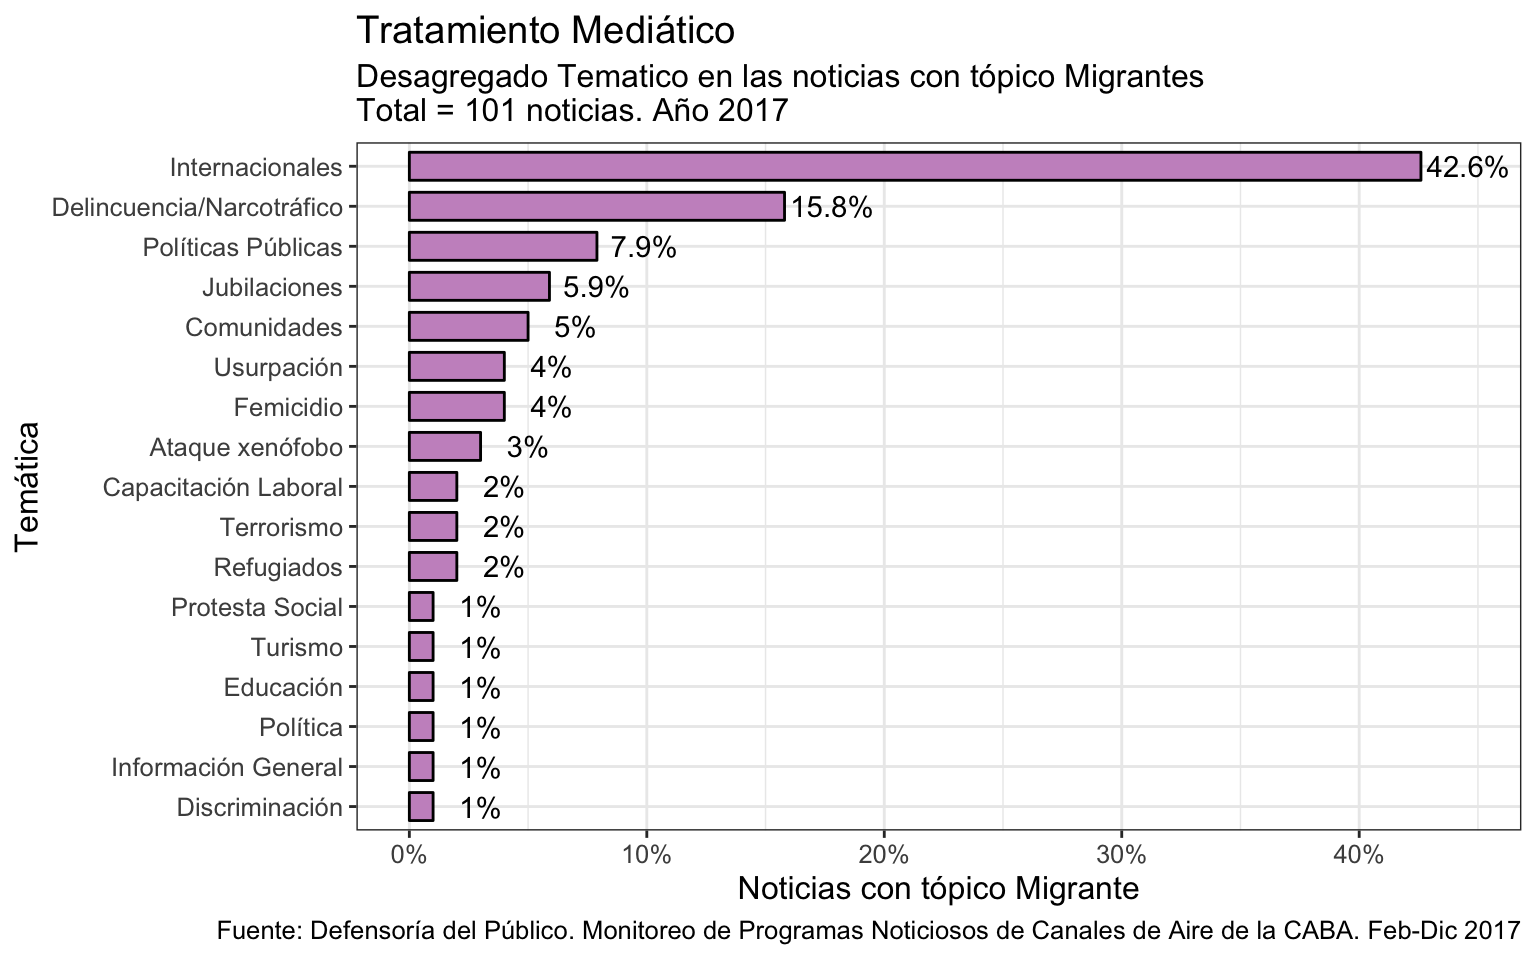 Tratamiento Mediático
Desagregado Tematico en las noticias con tópico Migrantes
Total = 101 noticias. Año 2017
Temática
Internacionales 42.6%
Delincuencia/Narcotráfico 15.8%
Políticas Públicas 7.9%
Jubilaciones 5.9%
Comunidades 5%
Usurpación 4%
Femicidio 4%
Ataque xenófobo 3%
Capacitación Laboral 2%
Terrorismo 2%
Refugiados 2%
Protesta Social 1%
Turismo 1%
Educación 1%
Política 1%
Información General 1%
Discriminación 1%
0% 10% 20% 30% 40%
Noticias con tópico Migrante
Fuente: Defensoría del Público. Monitoreo de Programas Noticiosos de Canales de Aire de la CABA. Feb-Dic 2017